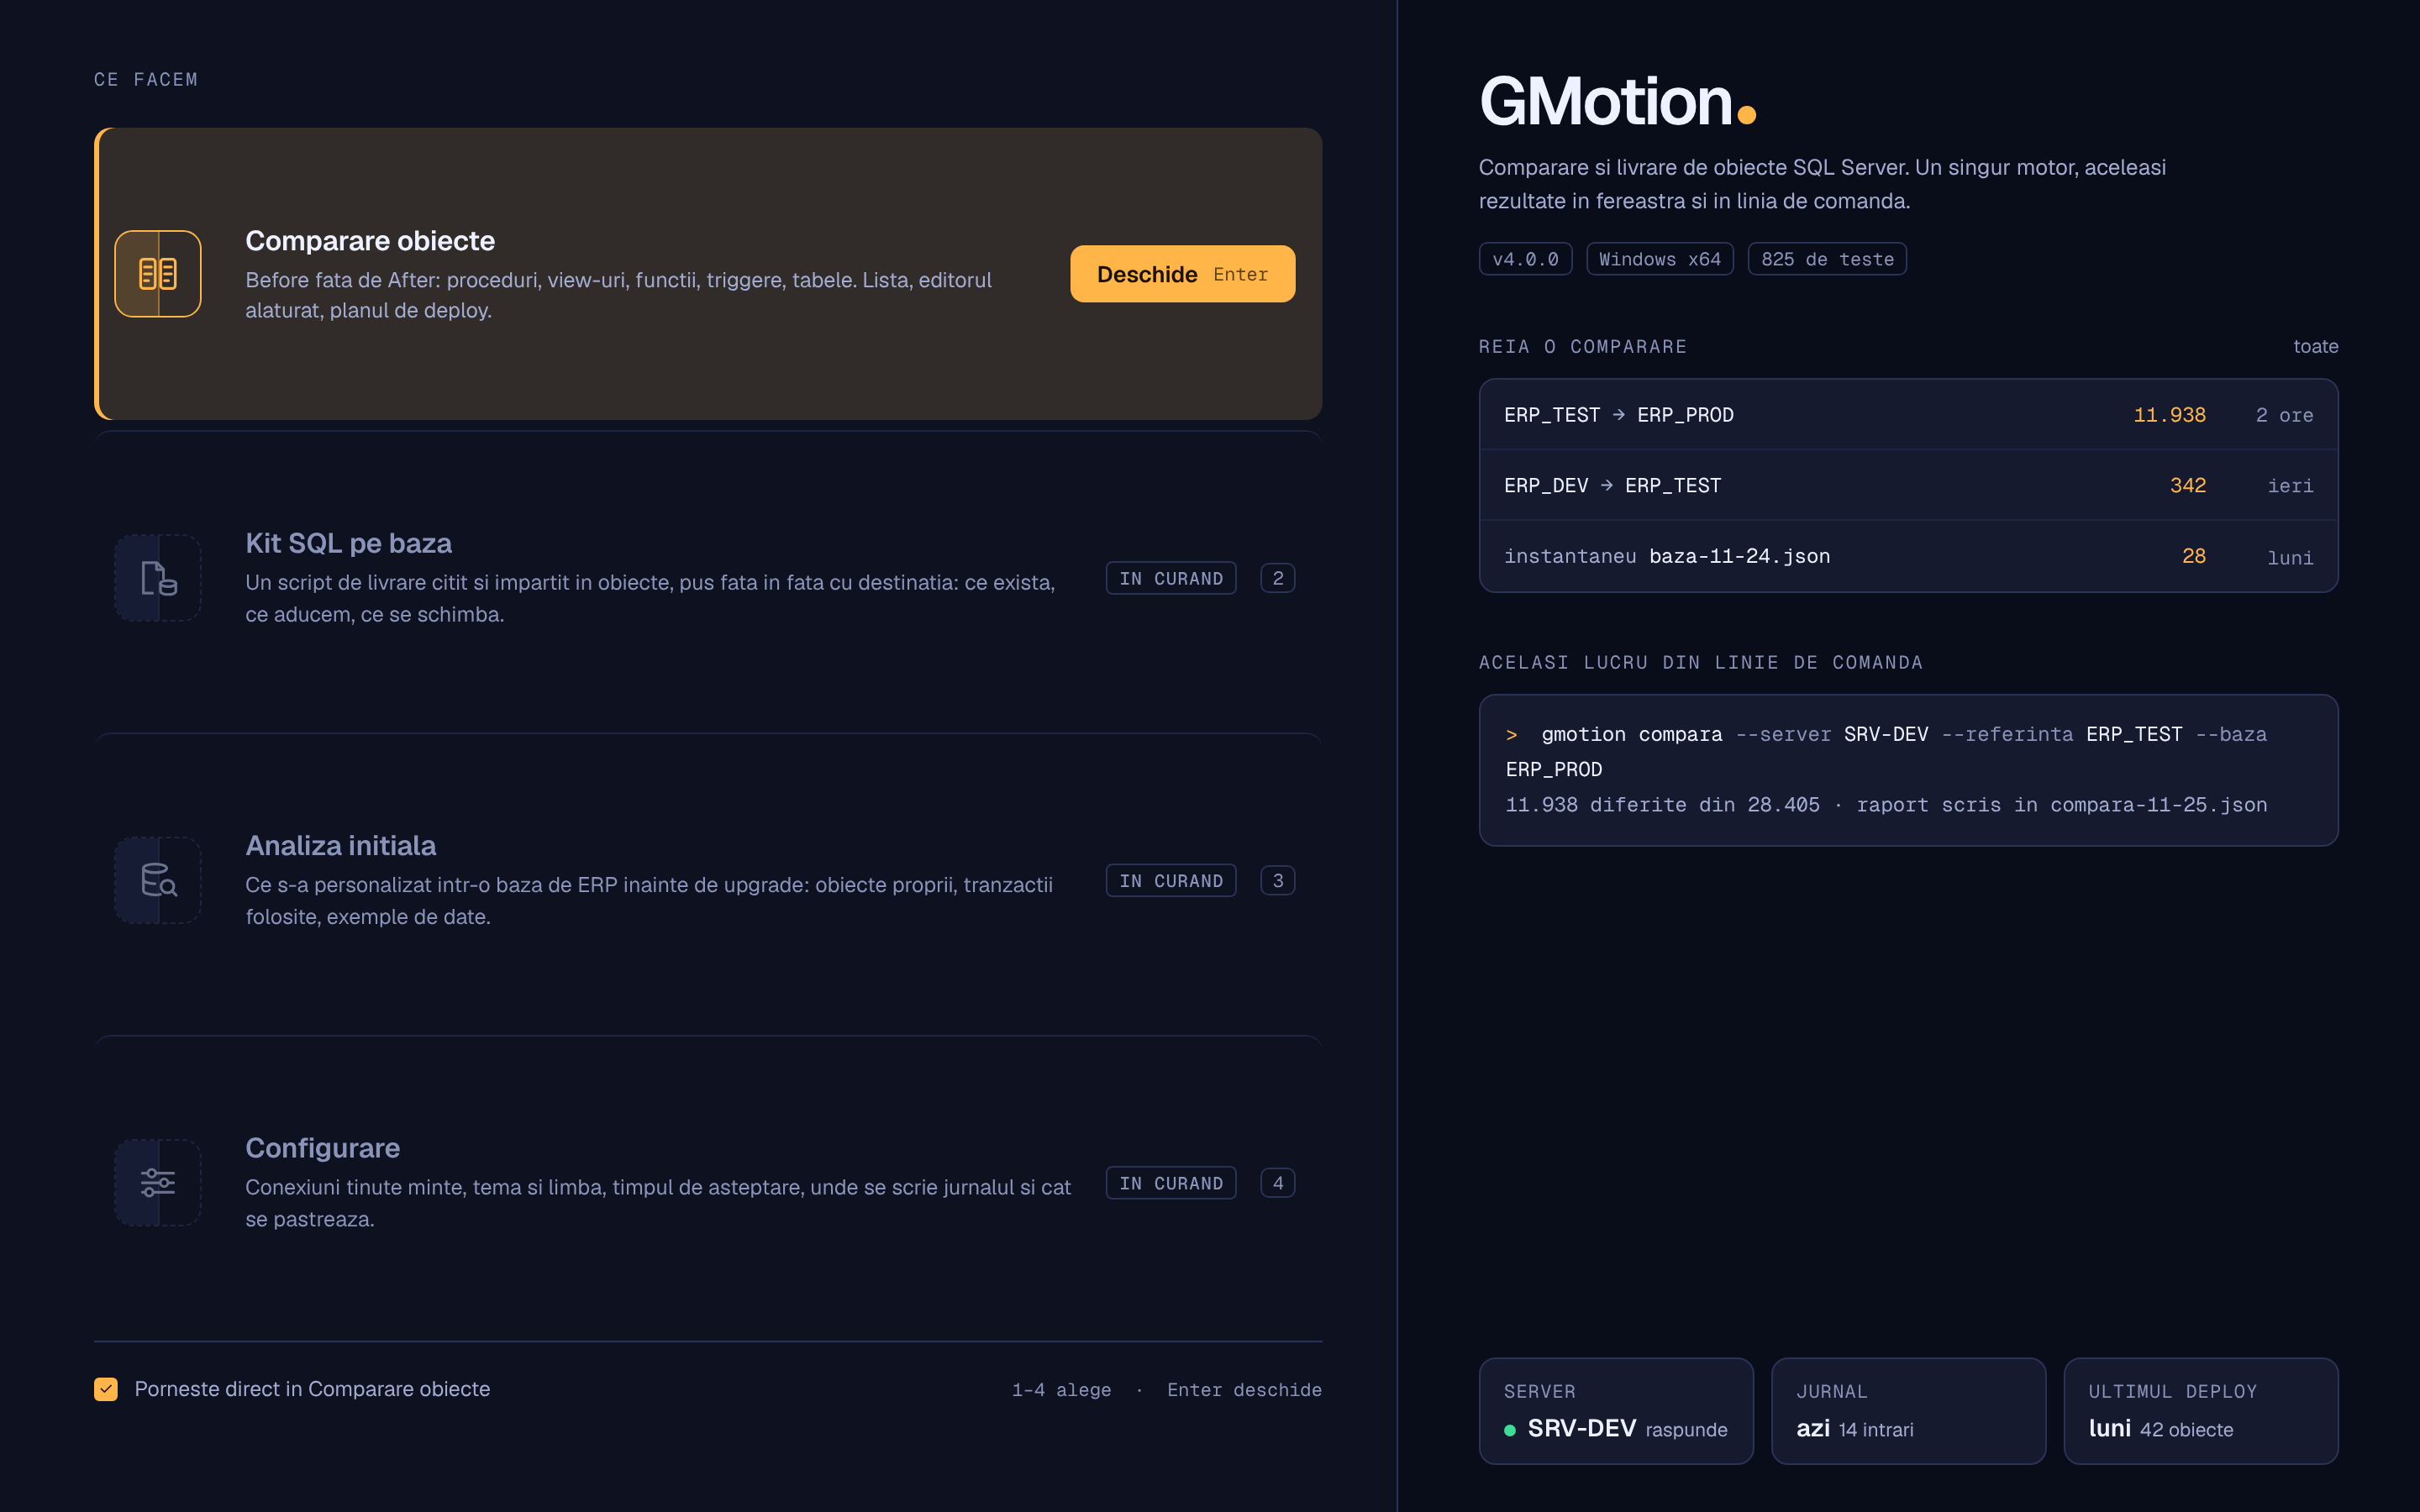 CE FACEM
Comparare obiecte
Before fata de After: proceduri, view-uri, functii, triggere, tabele. Lista, editorul
alaturat, planul de deploy.
Deschide Enter
Kit SQL pe baza
Un script de livrare citit si impartit in obiecte, pus fata in fata cu destinatia: ce exista,
ce aducem, ce se schimba.
IN CURAND 2
Analiza initiala
Ce s-a personalizat intr-o baza de ERP inainte de upgrade: obiecte proprii, tranzactii
folosite, exemple de date.
IN CURAND 3
Configurare
Conexiuni tinute minte, tema si limba, timpul de asteptare, unde se scrie jurnalul si cat
se pastreaza.
IN CURAND 4
Porneste direct in Comparare obiecte
1-4 alege · Enter deschide
GMotion.
Comparare si livrare de obiecte SQL Server. Un singur motor, aceleasi
rezultate in fereastra si in linia de comanda.
v4.0.0 Windows x64 825 de teste
REIA O COMPARARE toate
ERP_TEST → ERP_PROD 11.938 2 ore
ERP_DEV → ERP_TEST 342 ieri
instantaneu baza-11-24.json 28 luni
ACELASI LUCRU DIN LINIE DE COMANDA
> gmotion compara --server SRV-DEV --referinta ERP_TEST --baza
ERP_PROD
11.938 diferite din 28.405 · raport scris in compara-11-25.json
SERVER
SRV-DEV raspunde
JURNAL
azi 14 intrari
ULTIMUL DEPLOY
luni 42 obiecte